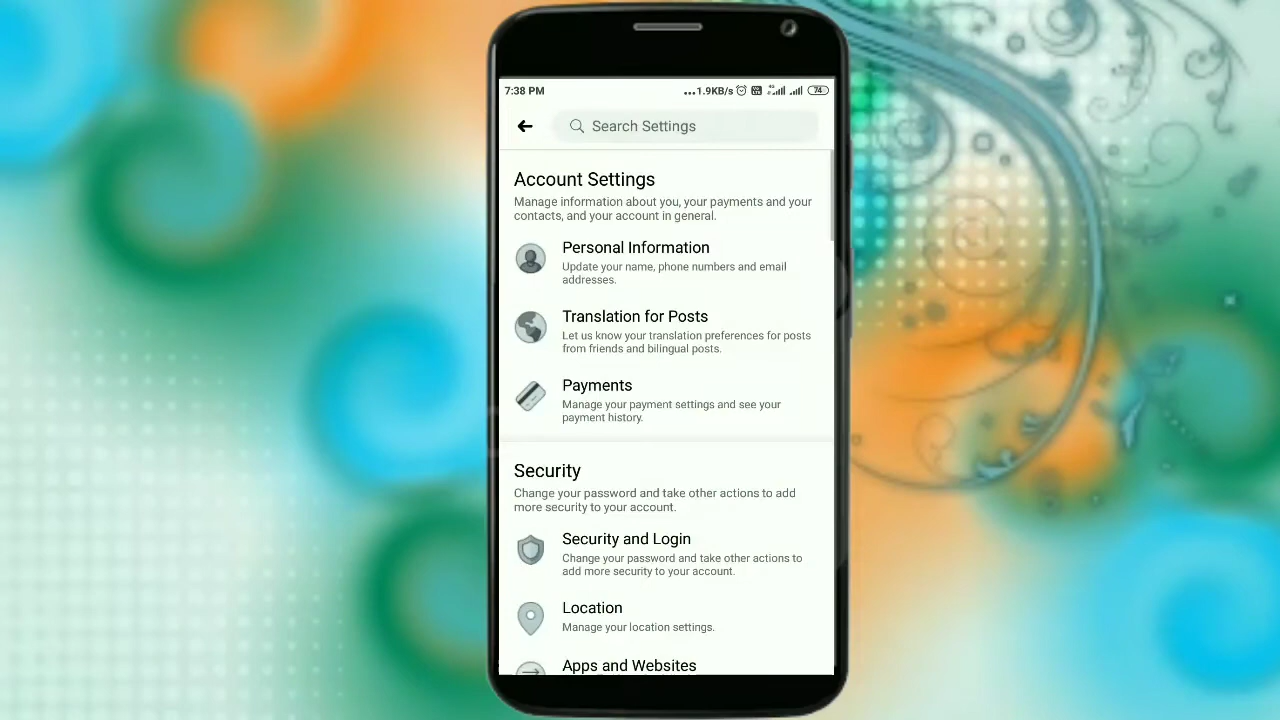 7:38 PM
...1.9KB/s
74
Search Settings
Account Settings
Manage information about you, your payments and your
contacts, and your account in general.
Personal Information
Update your name, phone numbers and email
addresses.
Translation for Posts
Let us know your translation preferences for posts
from friends and bilingual posts.
Payments
Manage your payment settings and see your
payment history.
Security
Change your password and take other actions to add
more security to your account.
Security and Login
Change your password and take other actions to
add more security to your account.
Location
Manage your location settings.
Apps and Websites